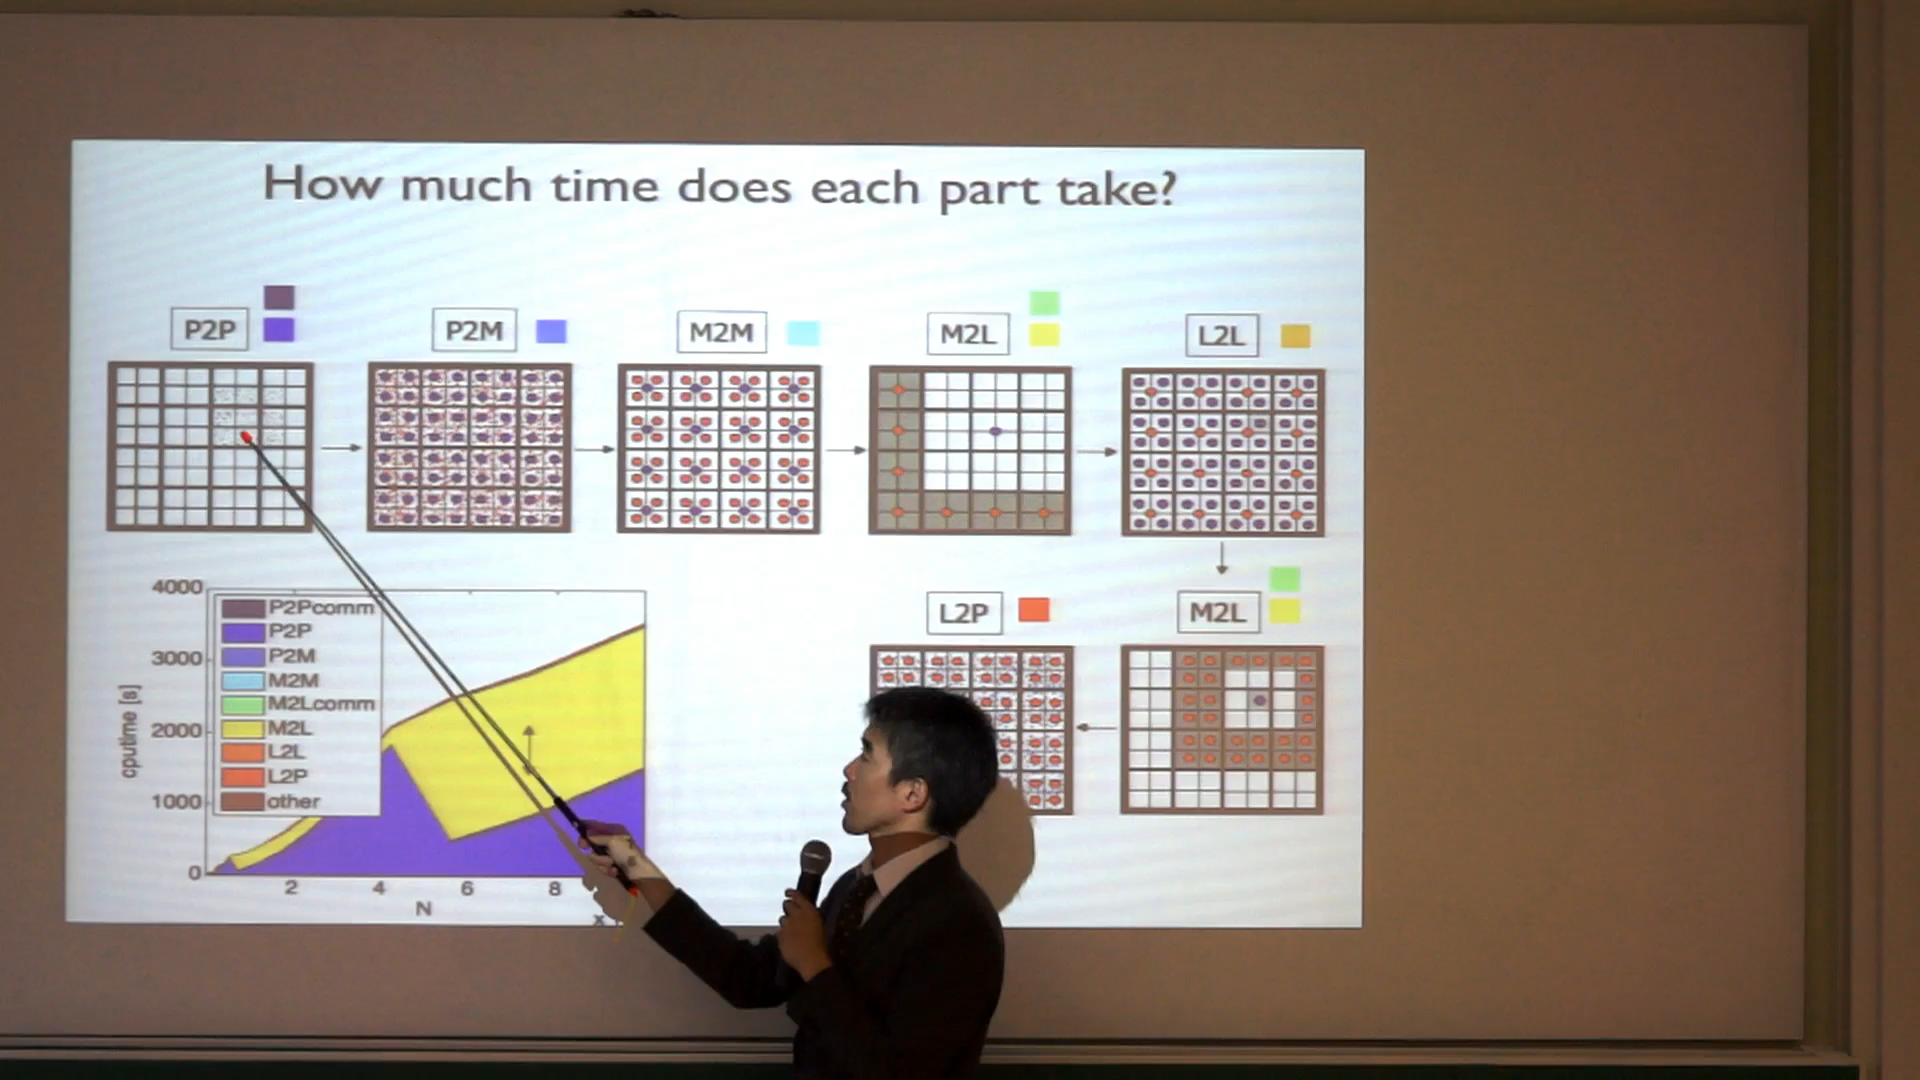 How much time does each part take?
P2P
P2M
M2M
M2L
L2L
L2P
M2L
4000
3000
2000
1000
0
cputime [s]
P2Pcomm
P2P
P2M
M2M
M2Lcomm
M2L
L2L
L2P
other
2 4 6 8
N
x